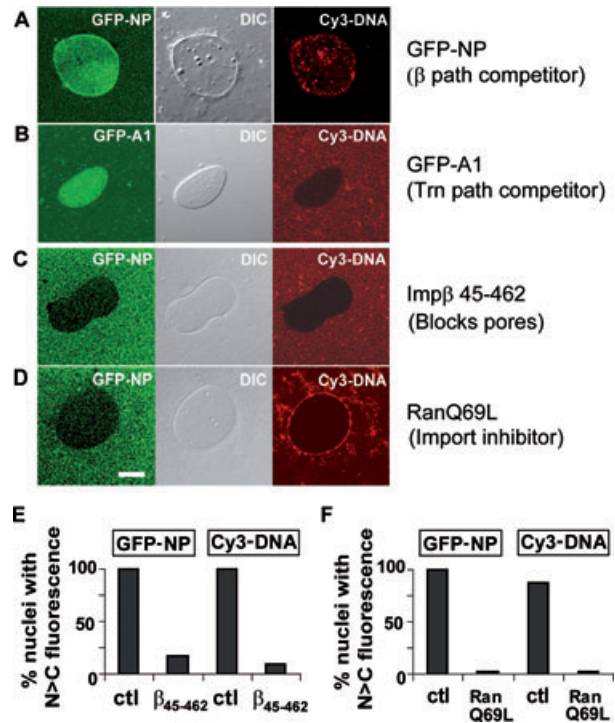 A
GFP-NP
DIC
Cy3-DNA
GFP-NP
(β path competitor)
B
GFP-A1
DIC
Cy3-DNA
GFP-A1
(Trn path competitor)
C
GFP-NP
DIC
Cy3-DNA
Impβ 45-462
(Blocks pores)
D
GFP-NP
DIC
Cy3-DNA
RanQ69L
(Import inhibitor)
E
GFP-NP
Cy3-DNA
% nuclei with
N>C fluorescence
100
50
0
ctl
β45-462
ctl
β45-462
F
GFP-NP
Cy3-DNA
% nuclei with
N>C fluorescence
100
50
0
ctl
Ran
Q69L
ctl
Ran
Q69L